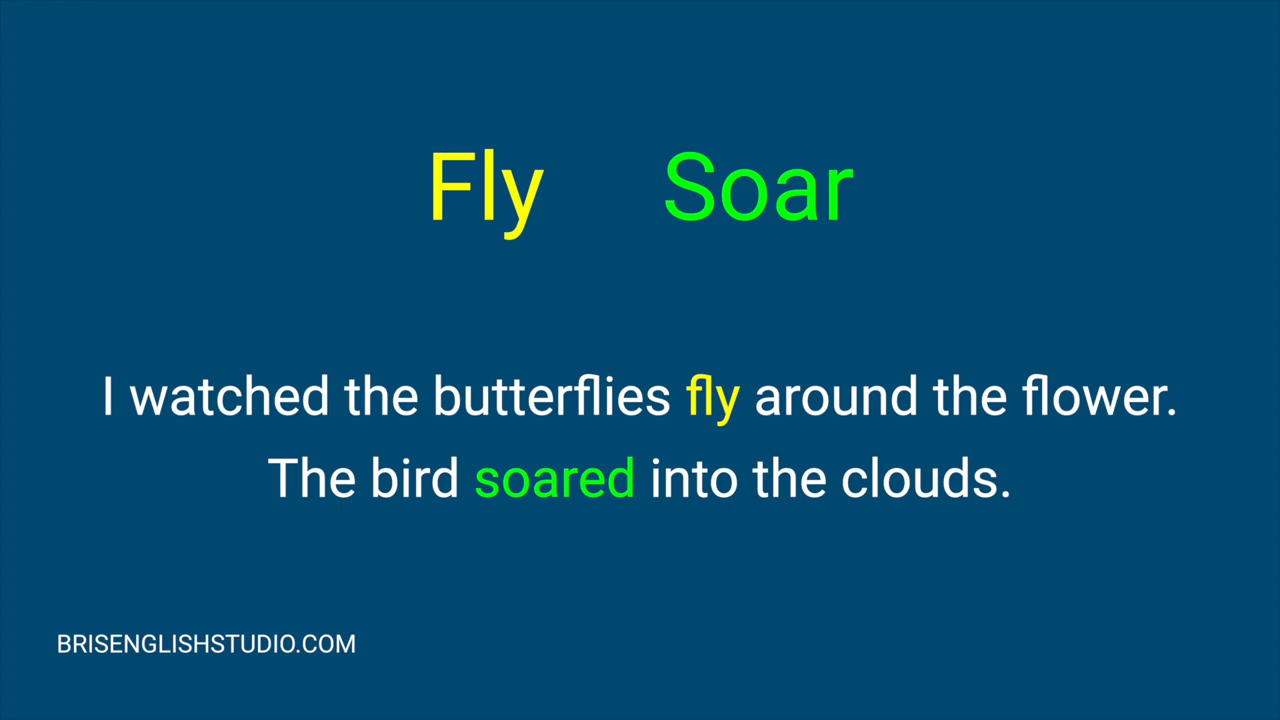 Fly Soar
I watched the butterflies fly around the flower.
The bird soared into the clouds.
BRISENGLISHSTUDIO.COM